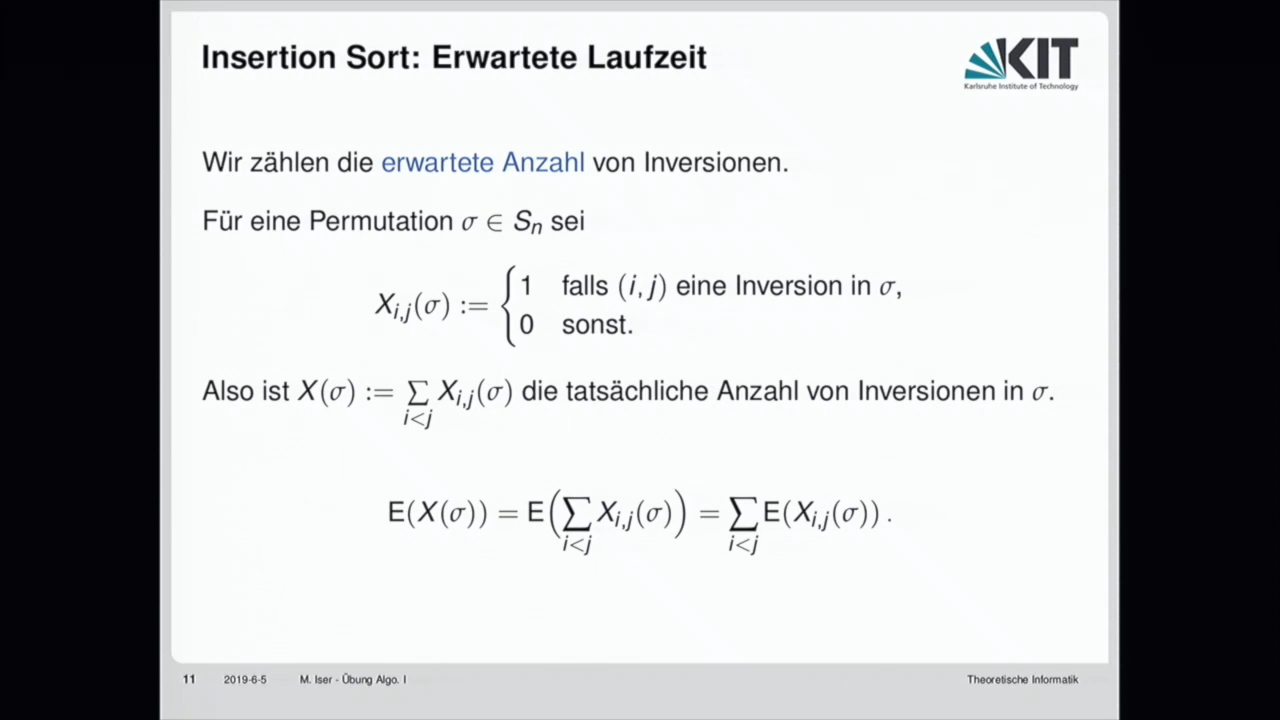 Insertion Sort: Erwartete Laufzeit
KIT
Karlsruhe Institute of Technology
Wir zählen die erwartete Anzahl von Inversionen.
Für eine Permutation σ ∈ Sₙ sei
X_{i,j}(σ) := { 1 falls (i, j) eine Inversion in σ,
0 sonst.
Also ist X(σ) := ∑_{i<j} X_{i,j}(σ) die tatsächliche Anzahl von Inversionen in σ.
E(X(σ)) = E(∑_{i<j} X_{i,j}(σ)) = ∑_{i<j} E(X_{i,j}(σ)) .
11 2019-6-5 M. Iser - Übung Algo. I Theoretische Informatik